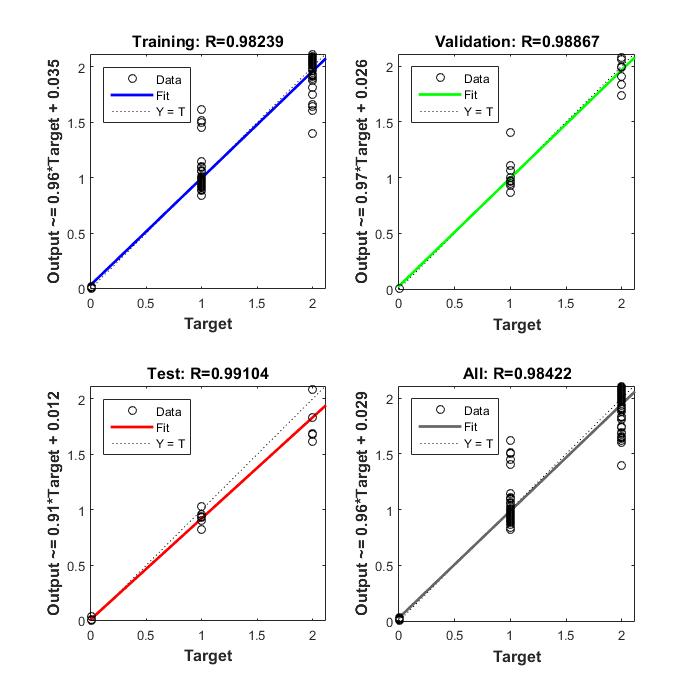 Training: R=0.98239
Output ~= 0.96*Target + 0.035
Data
Fit
Y = T
2
1.5
1
0.5
0
0 0.5 1 1.5 2
Target
Validation: R=0.98867
Output ~= 0.97*Target + 0.026
Data
Fit
Y = T
2
1.5
1
0.5
0
0 0.5 1 1.5 2
Target
Test: R=0.99104
Output ~= 0.91*Target + 0.012
Data
Fit
Y = T
2
1.5
1
0.5
0
0 0.5 1 1.5 2
Target
All: R=0.98422
Output ~= 0.96*Target + 0.029
Data
Fit
Y = T
2
1.5
1
0.5
0
0 0.5 1 1.5 2
Target